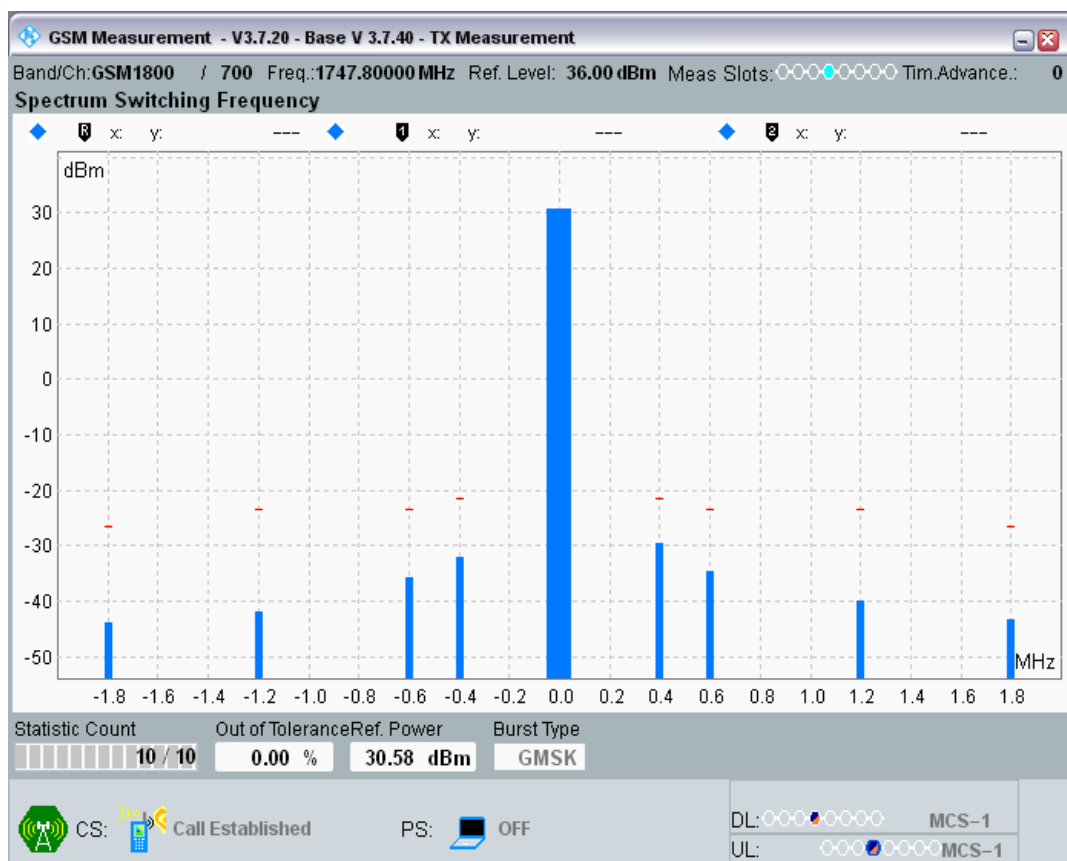 GSM Measurement - V3.7.20 - Base V 3.7.40 - TX Measurement
Band/Ch:GSM1800 / 700 Freq.:1747.80000 MHz Ref. Level: 36.00 dBm Meas Slots: Tim.Advance.: 0
Spectrum Switching Frequency
R x: y: --- 1 x: y: --- 2 x: y: ---
dBm
30
20
10
0
-10
-20
-30
-40
-50
MHz
-1.8 -1.6 -1.4 -1.2 -1.0 -0.8 -0.6 -0.4 -0.2 0.0 0.2 0.4 0.6 0.8 1.0 1.2 1.4 1.6 1.8
Statistic Count Out of Tolerance Ref. Power Burst Type
10 / 10 0.00 % 30.58 dBm GMSK
CS: Call Established PS: OFF
DL: MCS-1
UL: MCS-1